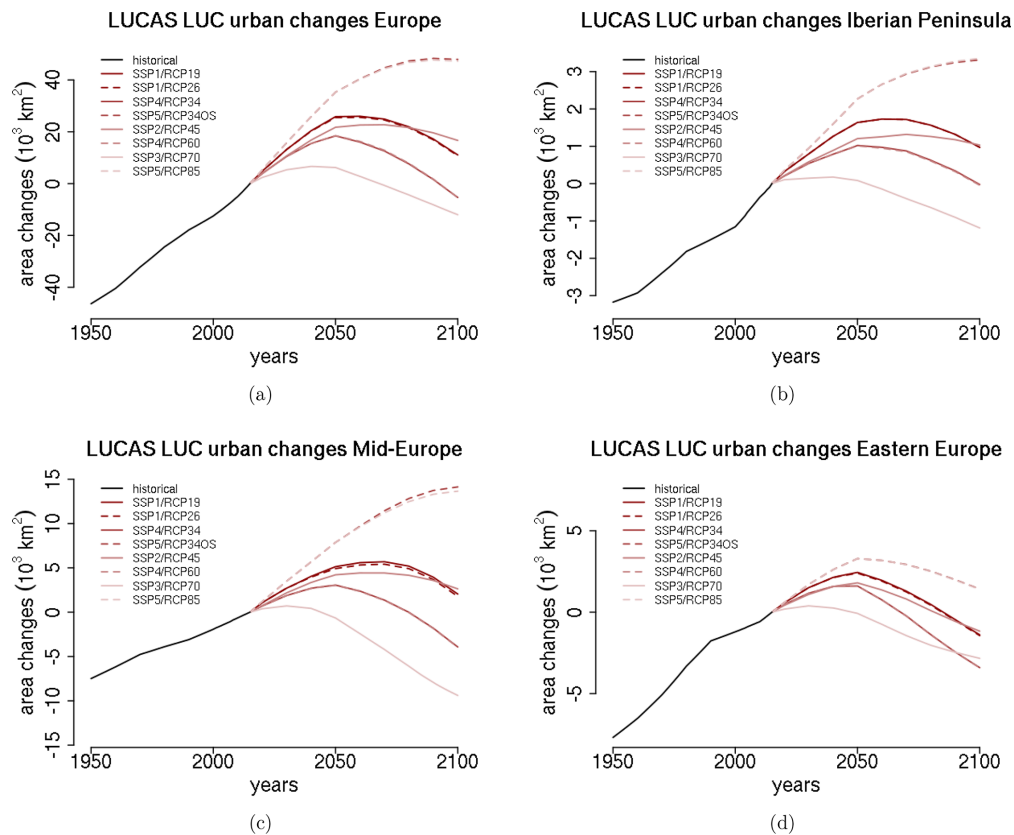 LUCAS LUC urban changes Europe
historical
SSP1/RCP19
SSP1/RCP26
SSP4/RCP34
SSP5/RCP34OS
SSP2/RCP45
SSP4/RCP60
SSP3/RCP70
SSP5/RCP85
area changes (10³ km²)
40
20
0
-20
-40
1950 2000 2050 2100
years
(a)
LUCAS LUC urban changes Iberian Peninsula
historical
SSP1/RCP19
SSP1/RCP26
SSP4/RCP34
SSP5/RCP34OS
SSP2/RCP45
SSP4/RCP60
SSP3/RCP70
SSP5/RCP85
area changes (10³ km²)
3
2
1
0
-1
-2
-3
1950 2000 2050 2100
years
(b)
LUCAS LUC urban changes Mid-Europe
historical
SSP1/RCP19
SSP1/RCP26
SSP4/RCP34
SSP5/RCP34OS
SSP2/RCP45
SSP4/RCP60
SSP3/RCP70
SSP5/RCP85
area changes (10³ km²)
15
10
5
0
-5
-10
-15
1950 2000 2050 2100
years
(c)
LUCAS LUC urban changes Eastern Europe
historical
SSP1/RCP19
SSP1/RCP26
SSP4/RCP34
SSP5/RCP34OS
SSP2/RCP45
SSP4/RCP60
SSP3/RCP70
SSP5/RCP85
area changes (10³ km²)
5
0
-5
1950 2000 2050 2100
years
(d)